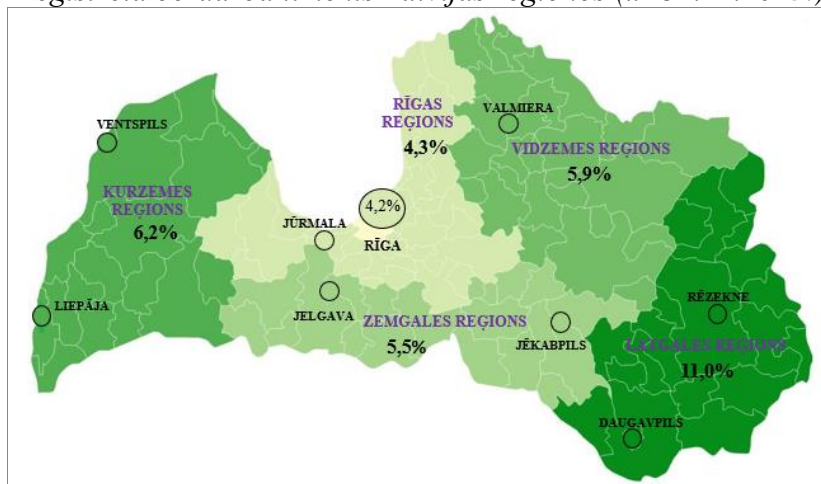 RĪGAS
REĢIONS
4,3%
VALMIERA
VENTSPILS
VIDZEMES REĢIONS
5,9%
KURZEMES
REĢIONS
6,2%
4,2%
JŪRMALA
RĪGA
LIEPĀJA
JELGAVA
ZEMGALES REĢIONS
5,5%
JĒKABPILS
RĒZEKNE
LATGALES REĢIONS
11,0%
DAUGAVPILS